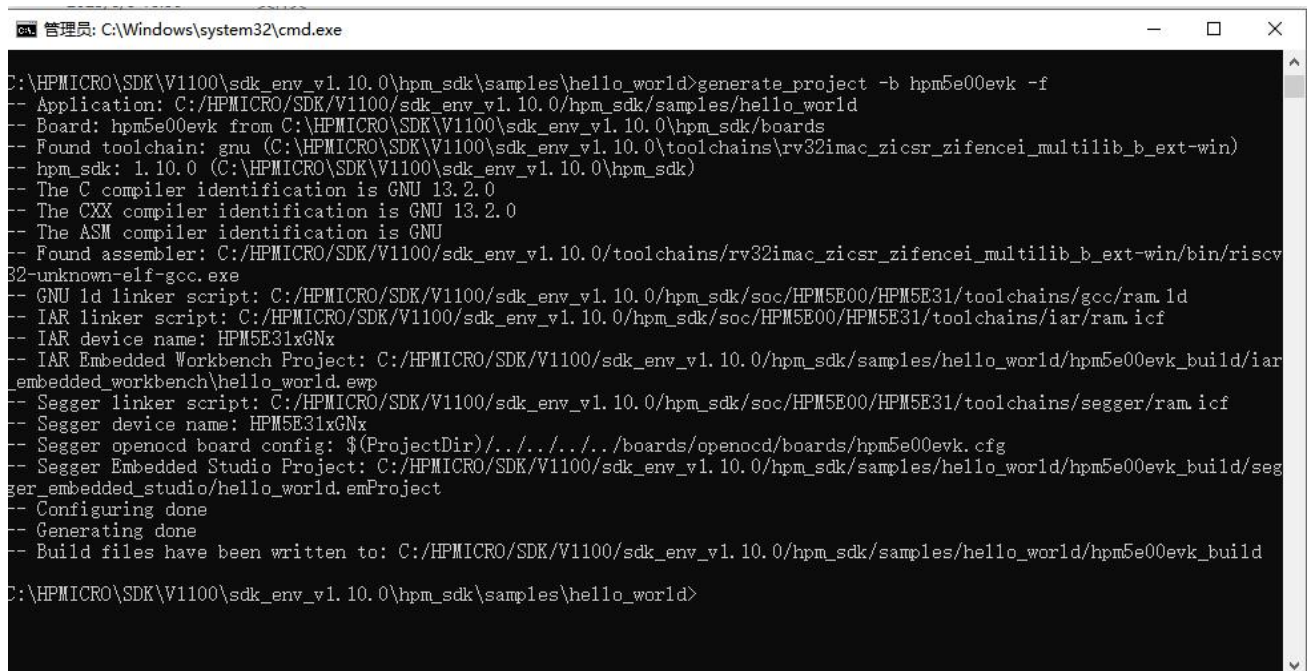 管理员: C:\Windows\system32\cmd.exe
C:\HPMICRO\SDK\V1100\sdk_env_v1.10.0\hpm_sdk\samples\hello_world>generate_project -b hpm5e00evk -f
-- Application: C:/HPMICRO/SDK/V1100/sdk_env_v1.10.0/hpm_sdk/samples/hello_world
-- Board: hpm5e00evk from C:\HPMICRO\SDK\V1100\sdk_env_v1.10.0\hpm_sdk/boards
-- Found toolchain: gnu (C:\HPMICRO\SDK\V1100\sdk_env_v1.10.0\toolchains\rv32imac_zicsr_zifencei_multilib_b_ext-win)
-- hpm_sdk: 1.10.0 (C:\HPMICRO\SDK\V1100\sdk_env_v1.10.0\hpm_sdk)
-- The C compiler identification is GNU 13.2.0
-- The CXX compiler identification is GNU 13.2.0
-- The ASM compiler identification is GNU
-- Found assembler: C:/HPMICRO/SDK/V1100/sdk_env_v1.10.0/toolchains/rv32imac_zicsr_zifencei_multilib_b_ext-win/bin/riscv
32-unknown-elf-gcc.exe
-- GNU ld linker script: C:/HPMICRO/SDK/V1100/sdk_env_v1.10.0/hpm_sdk/soc/HPM5E00/HPM5E31/toolchains/gcc/ram.ld
-- IAR linker script: C:/HPMICRO/SDK/V1100/sdk_env_v1.10.0/hpm_sdk/soc/HPM5E00/HPM5E31/toolchains/iar/ram.icf
-- IAR device name: HPM5E31xGNx
-- IAR Embedded Workbench Project: C:/HPMICRO/SDK/V1100/sdk_env_v1.10.0/hpm_sdk/samples/hello_world/hpm5e00evk_build/iar
_embedded_workbench\hello_world.ewp
-- Segger linker script: C:/HPMICRO/SDK/V1100/sdk_env_v1.10.0/hpm_sdk/soc/HPM5E00/HPM5E31/toolchains/segger/ram.icf
-- Segger device name: HPM5E31xGNx
-- Segger openocd board config: $(ProjectDir)/../../../../boards/openocd/boards/hpm5e00evk.cfg
-- Segger Embedded Studio Project: C:/HPMICRO/SDK/V1100/sdk_env_v1.10.0/hpm_sdk/samples/hello_world/hpm5e00evk_build/seg
ger_embedded_studio/hello_world.emProject
-- Configuring done
-- Generating done
-- Build files have been written to: C:/HPMICRO/SDK/V1100/sdk_env_v1.10.0/hpm_sdk/samples/hello_world/hpm5e00evk_build
C:\HPMICRO\SDK\V1100\sdk_env_v1.10.0\hpm_sdk\samples\hello_world>